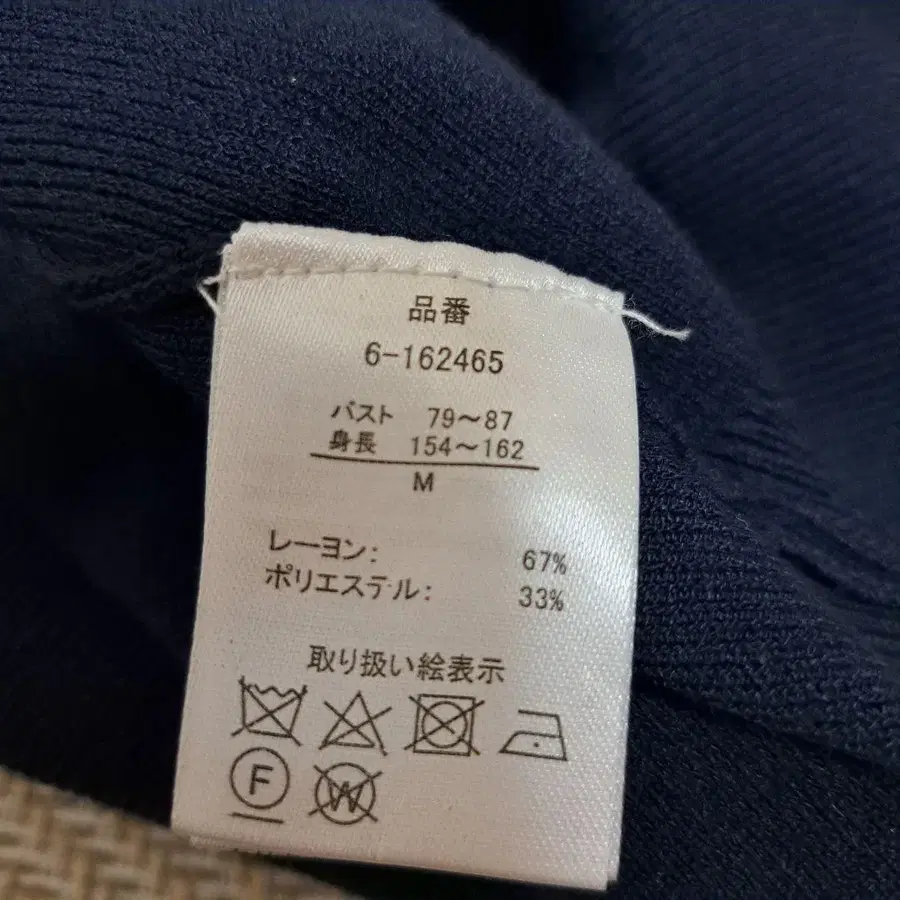 品番
6-162465
バスト 79～87
身長 154～162
M
レーヨン: 67%
ポリエステル: 33%
取り扱い絵表示
F W